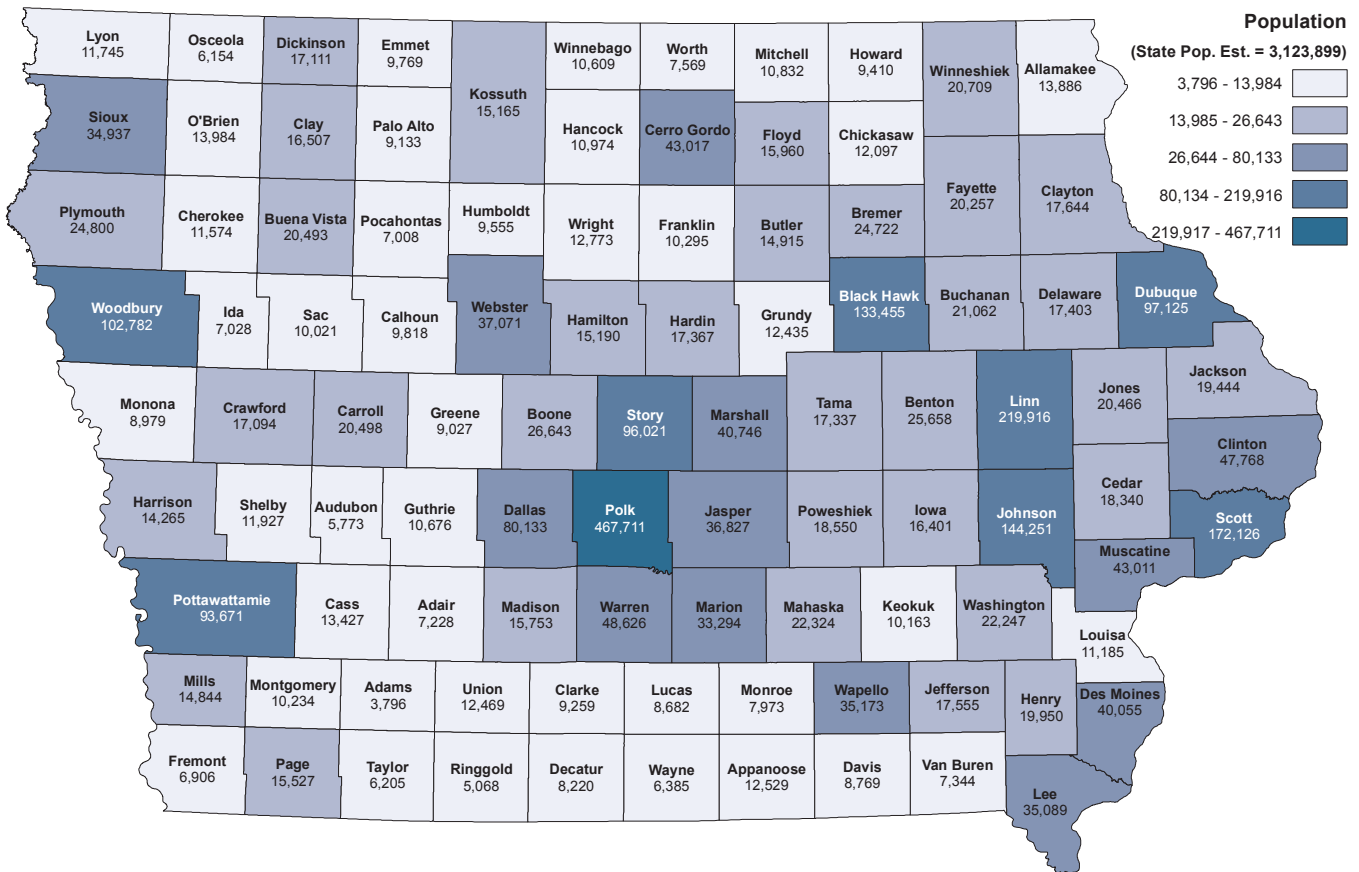 Population
(State Pop. Est. = 3,123,899)
3,796 - 13,984
13,985 - 26,643
26,644 - 80,133
80,134 - 219,916
219,917 - 467,711
Lyon
11,745
Osceola
6,154
Dickinson
17,111
Emmet
9,769
Kossuth
15,165
Winnebago
10,609
Worth
7,569
Mitchell
10,832
Howard
9,410
Winneshiek
20,709
Allamakee
13,886
Sioux
34,937
O'Brien
13,984
Clay
16,507
Palo Alto
9,133
Hancock
10,974
Cerro Gordo
43,017
Floyd
15,960
Chickasaw
12,097
Plymouth
24,800
Cherokee
11,574
Buena Vista
20,493
Pocahontas
7,008
Humboldt
9,555
Wright
12,773
Franklin
10,295
Butler
14,915
Bremer
24,722
Fayette
20,257
Clayton
17,644
Woodbury
102,782
Ida
7,028
Sac
10,021
Calhoun
9,818
Webster
37,071
Hamilton
15,190
Hardin
17,367
Grundy
12,435
Black Hawk
133,455
Buchanan
21,062
Delaware
17,403
Dubuque
97,125
Monona
8,979
Crawford
17,094
Carroll
20,498
Greene
9,027
Boone
26,643
Story
96,021
Marshall
40,746
Tama
17,337
Benton
25,658
Linn
219,916
Jones
20,466
Jackson
19,444
Clinton
47,768
Harrison
14,265
Shelby
11,927
Audubon
5,773
Guthrie
10,676
Dallas
80,133
Polk
467,711
Jasper
36,827
Poweshiek
18,550
Iowa
16,401
Johnson
144,251
Cedar
18,340
Scott
172,126
Muscatine
43,011
Pottawattamie
93,671
Cass
13,427
Adair
7,228
Madison
15,753
Warren
48,626
Marion
33,294
Mahaska
22,324
Keokuk
10,163
Washington
22,247
Louisa
11,185
Mills
14,844
Montgomery
10,234
Adams
3,796
Union
12,469
Clarke
9,259
Lucas
8,682
Monroe
7,973
Wapello
35,173
Jefferson
17,555
Henry
19,950
Des Moines
40,055
Fremont
6,906
Page
15,527
Taylor
6,205
Ringgold
5,068
Decatur
8,220
Wayne
6,385
Appanoose
12,529
Davis
8,769
Van Buren
7,344
Lee
35,089